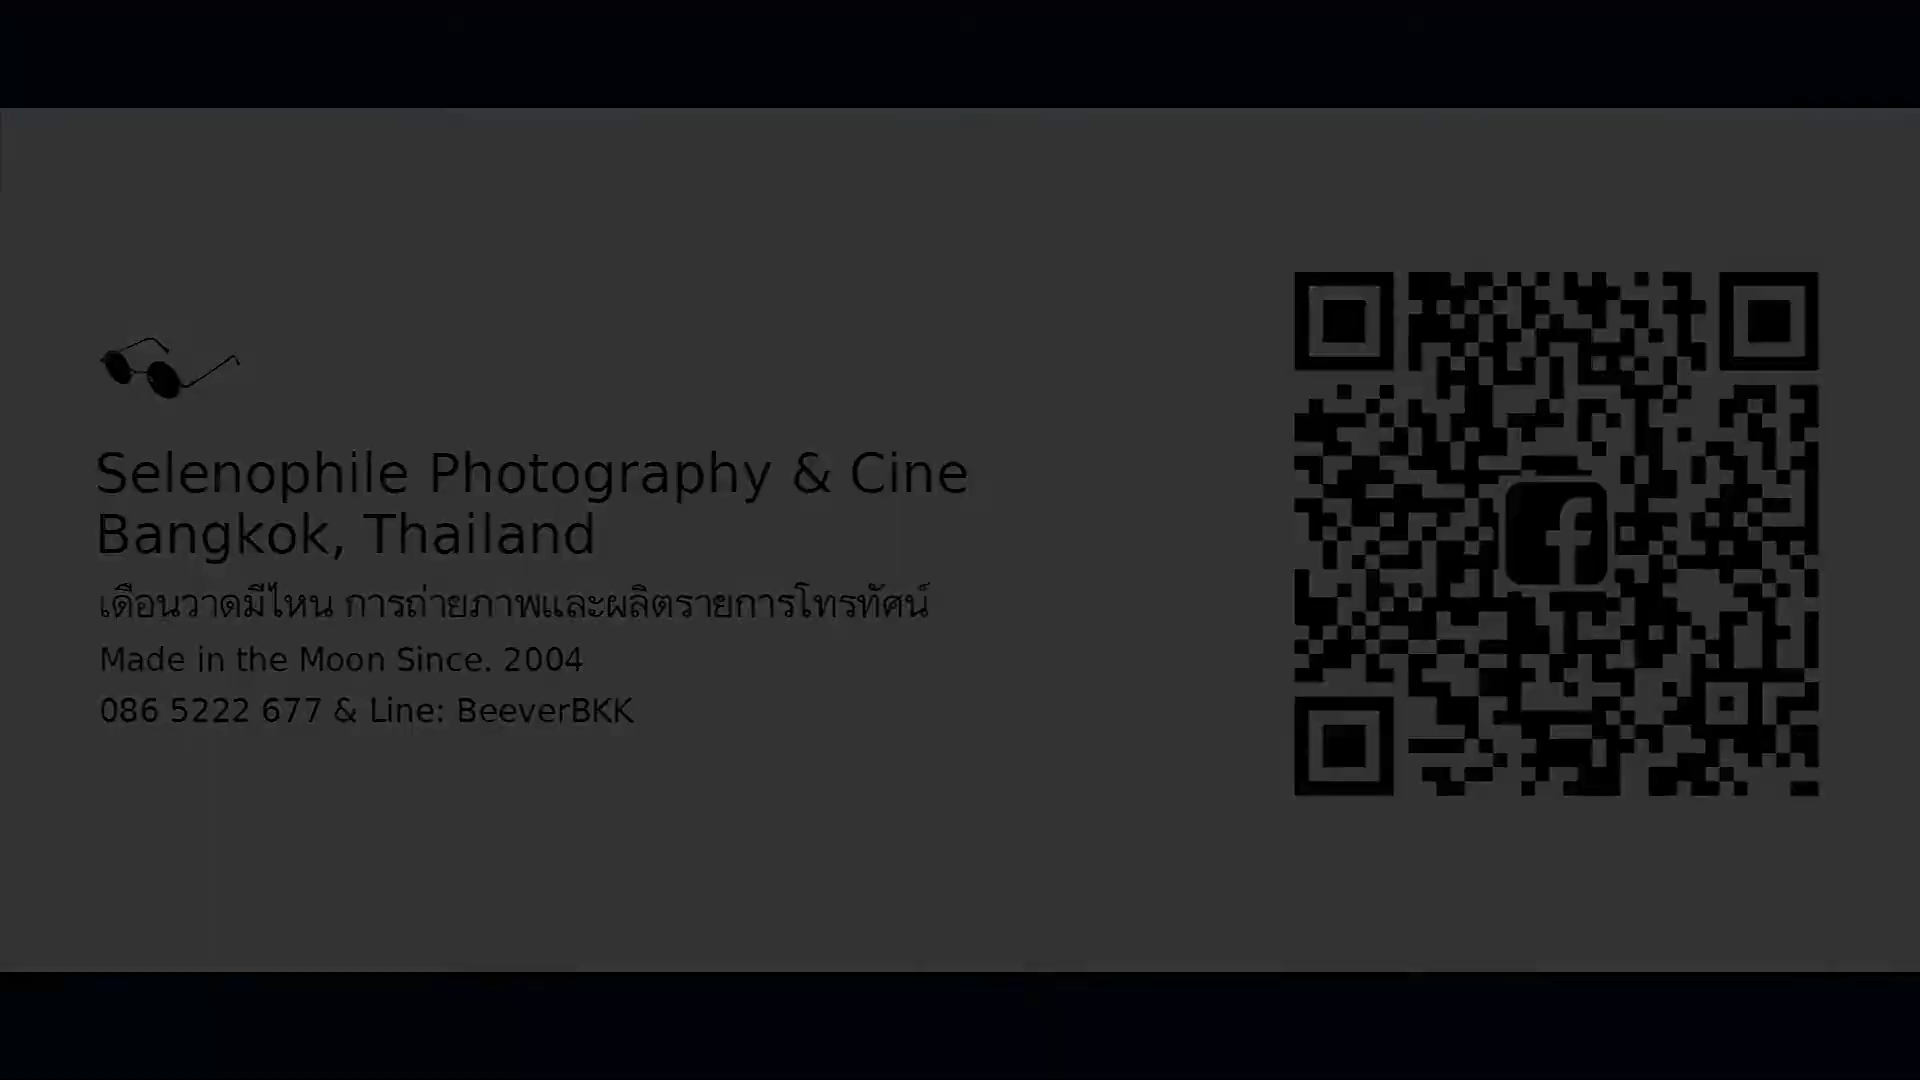 Selenophile Photography & Cine
Bangkok, Thailand
เดือนวาดมีไหน การถ่ายภาพและผลิตรายการโทรทัศน์
Made in the Moon Since. 2004
086 5222 677 & Line: BeeverBKK